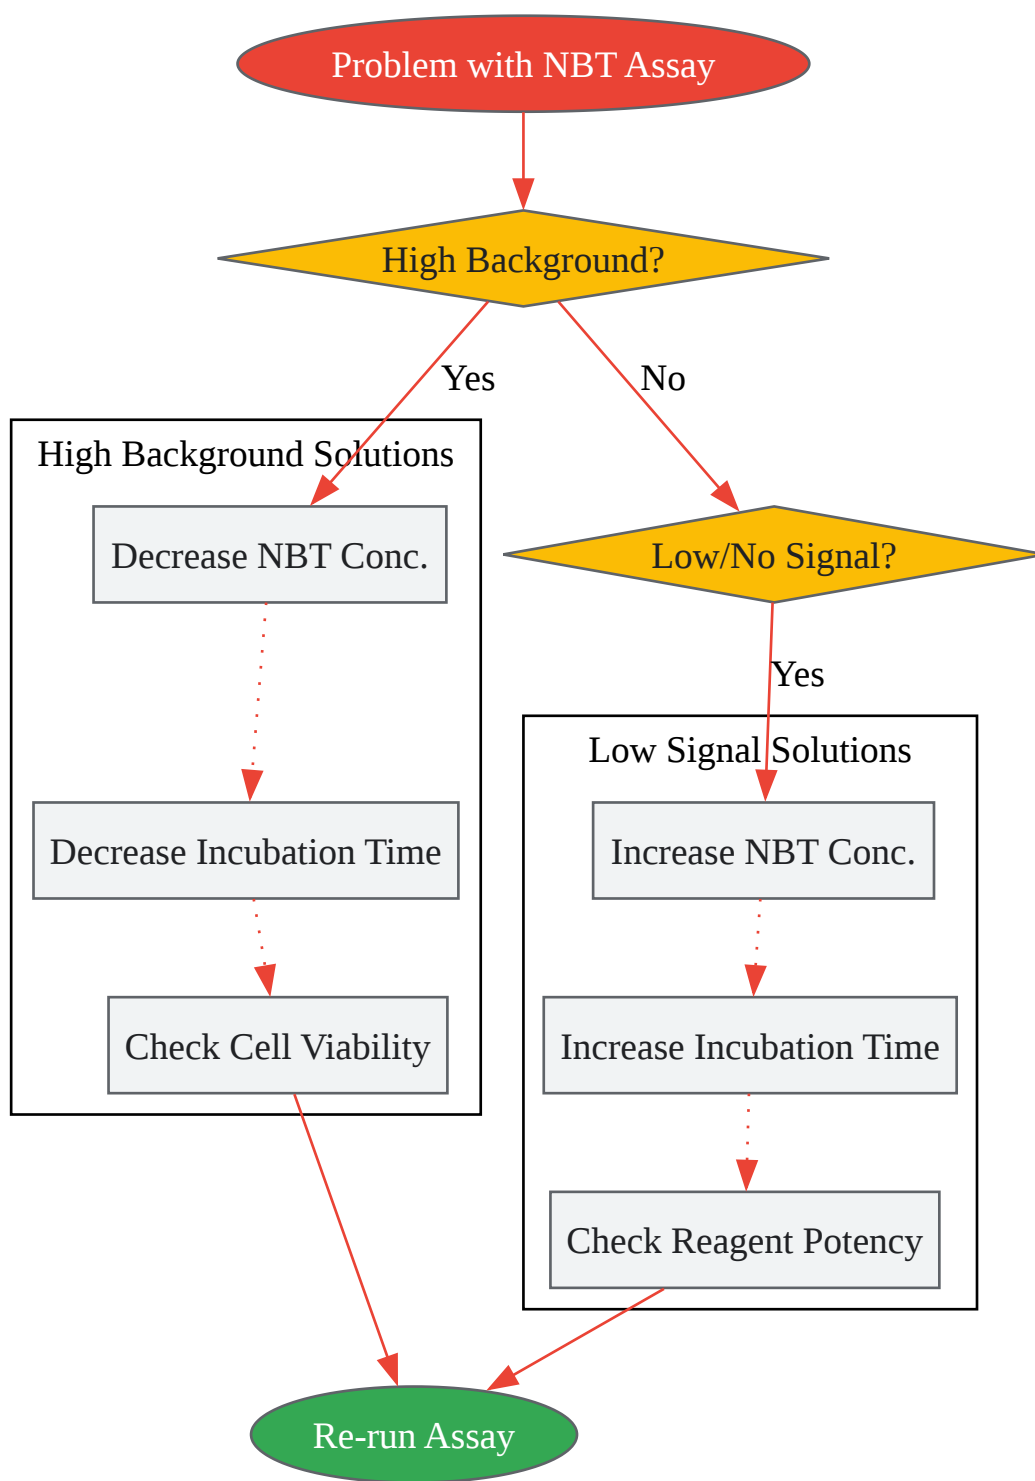 Problem with NBT Assay
High Background?
Yes
No
High Background Solutions
Decrease NBT Conc.
Low/No Signal?
Yes
Low Signal Solutions
Decrease Incubation Time
Increase NBT Conc.
Check Cell Viability
Increase Incubation Time
Check Reagent Potency
Re-run Assay